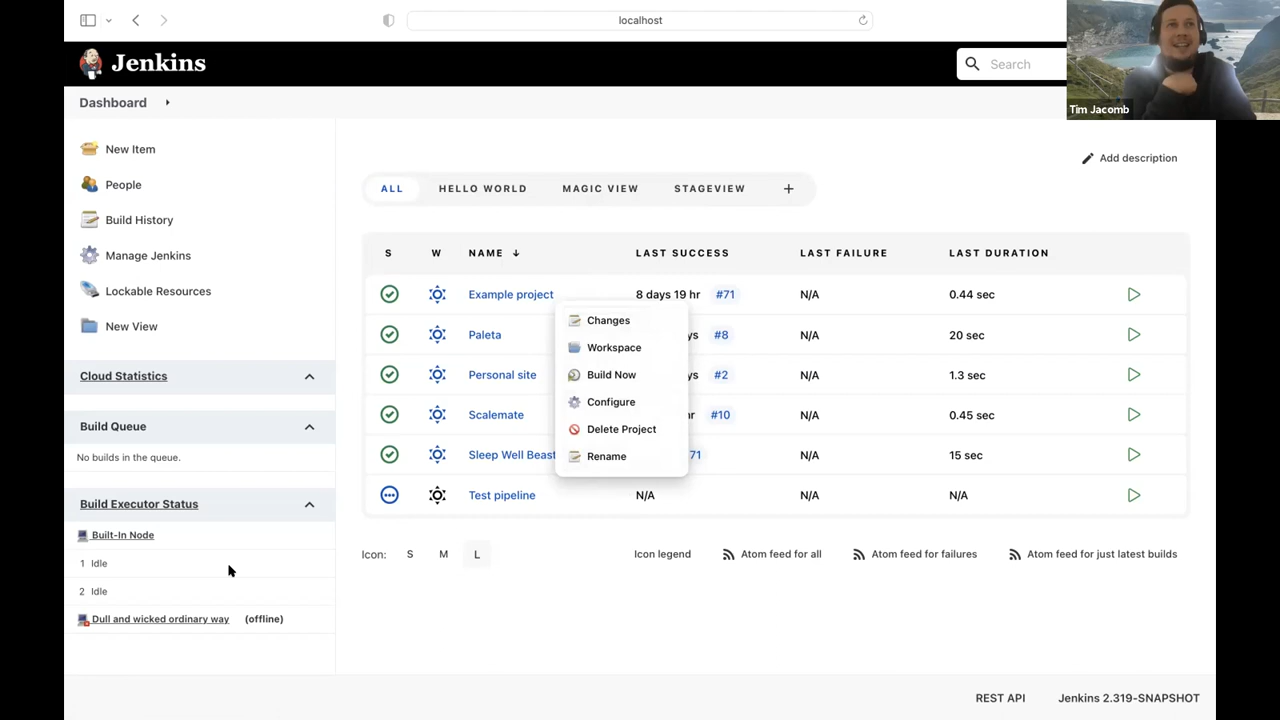 localhost
Jenkins
Search
Tim Jacomb
Dashboard
New Item
People
Build History
Manage Jenkins
Lockable Resources
New View
Cloud Statistics
Build Queue
No builds in the queue.
Build Executor Status
Built-In Node
1 Idle
2 Idle
Dull and wicked ordinary way (offline)
Add description
ALL HELLO WORLD MAGIC VIEW STAGEVIEW +
S W NAME ↓ LAST SUCCESS LAST FAILURE LAST DURATION
Example project 8 days 19 hr #71 N/A 0.44 sec
Paleta ys #8 N/A 20 sec
Personal site ys #2 N/A 1.3 sec
Scalemate hr #10 N/A 0.45 sec
Sleep Well Beast 71 N/A 15 sec
Test pipeline N/A N/A N/A
Changes
Workspace
Build Now
Configure
Delete Project
Rename
Icon: S M L
Icon legend Atom feed for all Atom feed for failures Atom feed for just latest builds
REST API Jenkins 2.319-SNAPSHOT